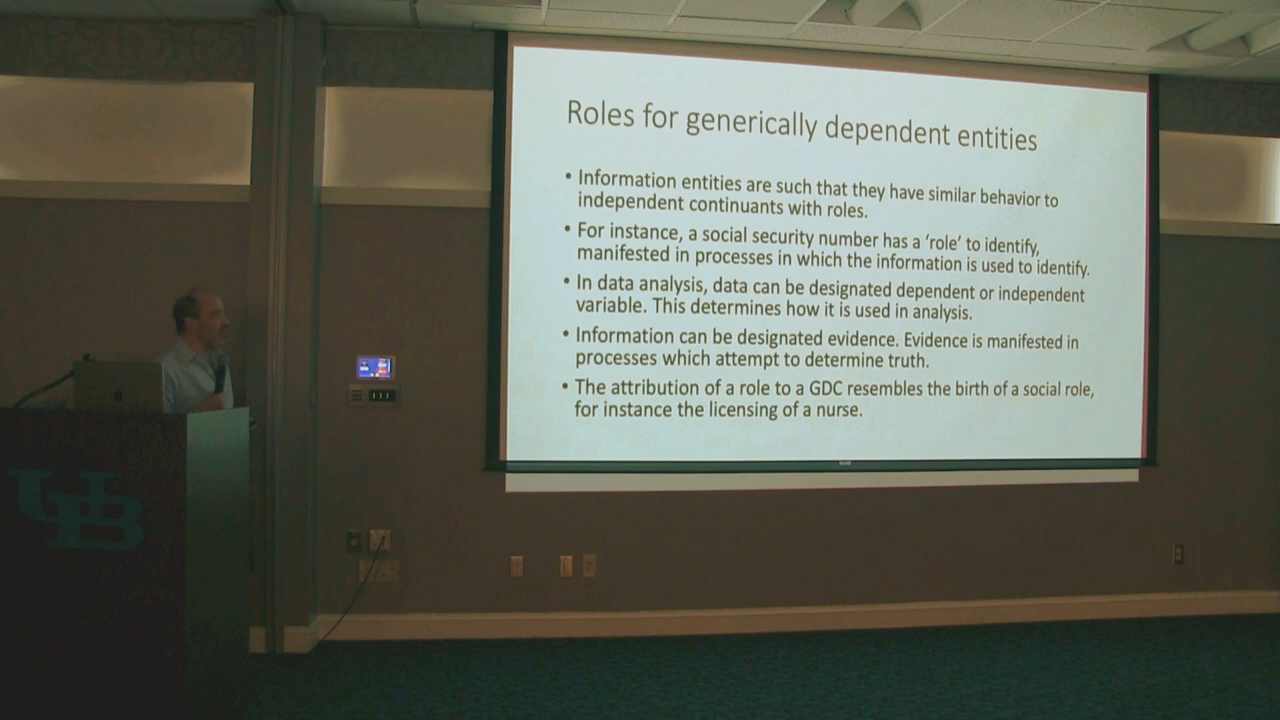 Roles for generically dependent entities
• Information entities are such that they have similar behavior to
independent continuants with roles.
• For instance, a social security number has a ‘role’ to identify,
manifested in processes in which the information is used to identify.
• In data analysis, data can be designated dependent or independent
variable. This determines how it is used in analysis.
• Information can be designated evidence. Evidence is manifested in
processes which attempt to determine truth.
• The attribution of a role to a GDC resembles the birth of a social role,
for instance the licensing of a nurse.
UB